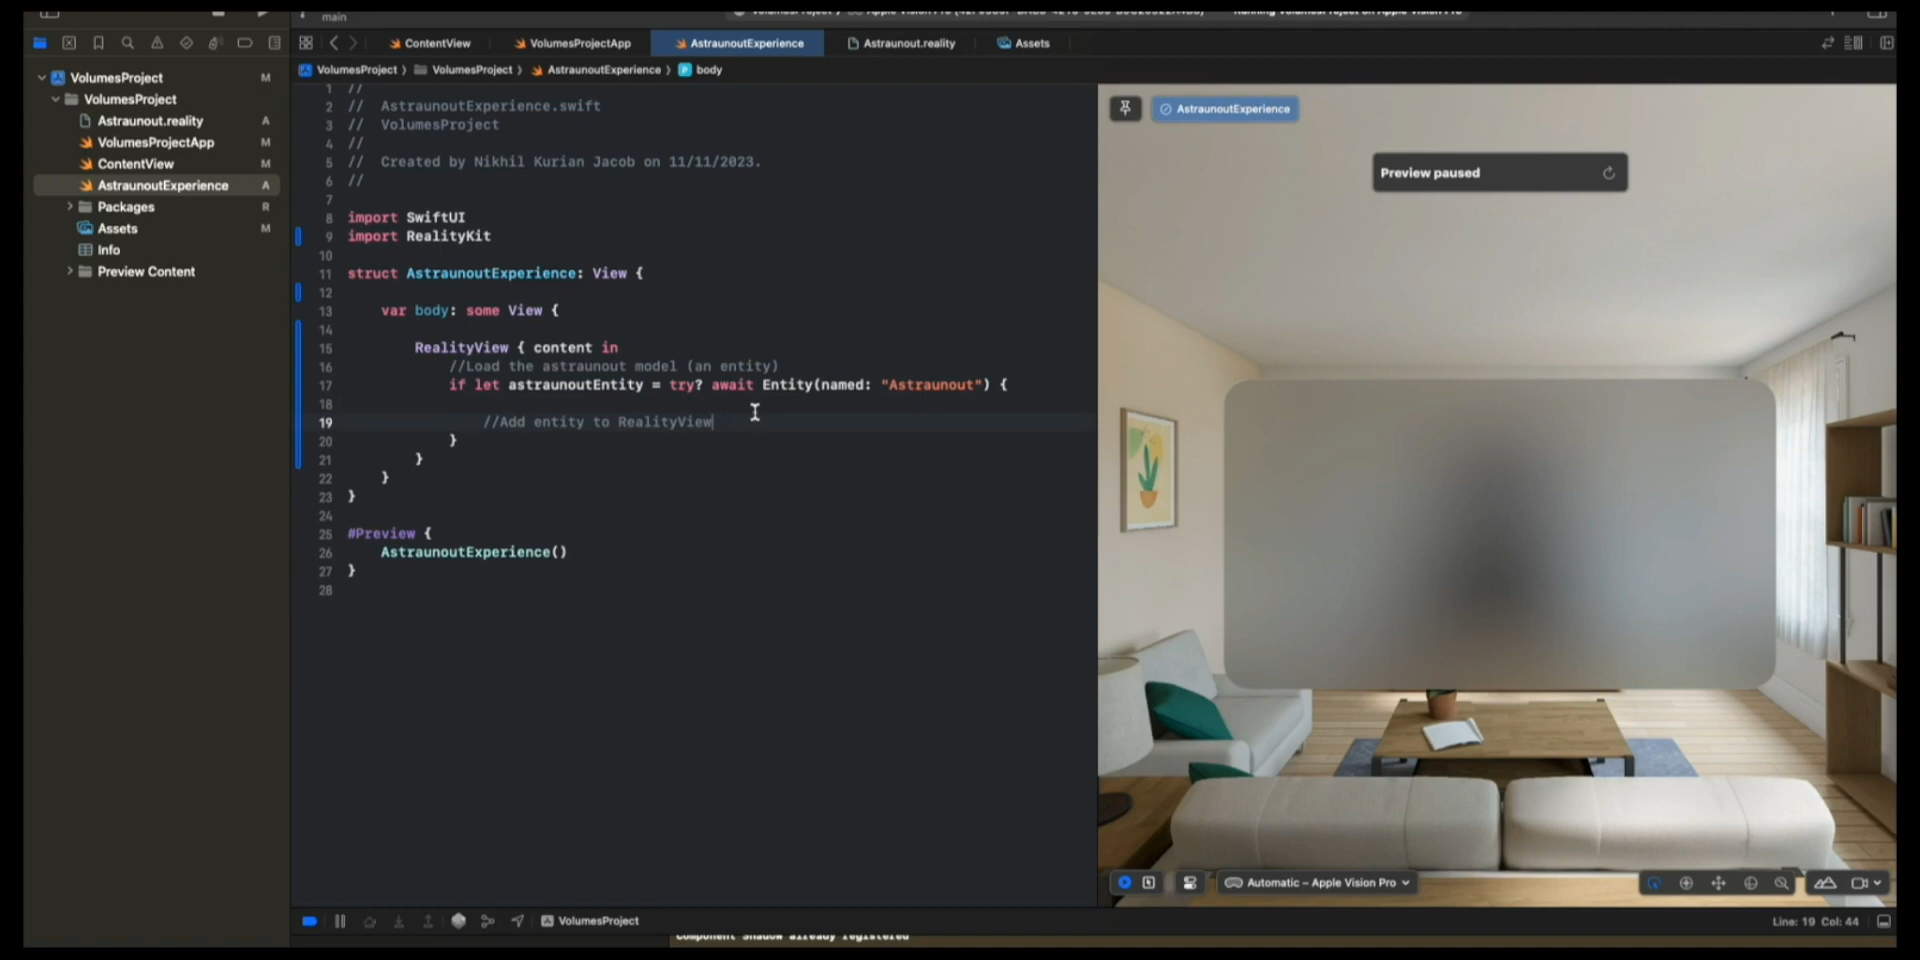 main
ContentView
VolumesProjectApp
AstraunoutExperience
Astraunout.reality
Assets
VolumesProject
VolumesProject
AstraunoutExperience
body
VolumesProject M
VolumesProject
Astraunout.reality A
VolumesProjectApp M
ContentView M
AstraunoutExperience A
Packages R
Assets M
Info
Preview Content
1 //
2 // AstraunoutExperience.swift
3 // VolumesProject
4 //
5 // Created by Nikhil Kurian Jacob on 11/11/2023.
6 //
7
8 import SwiftUI
9 import RealityKit
10
11 struct AstraunoutExperience: View {
12
13 var body: some View {
14
15 RealityView { content in
16 //Load the astraunout model (an entity)
17 if let astraunoutEntity = try? await Entity(named: "Astraunout") {
18
19 //Add entity to RealityView
20 }
21 }
22 }
23 }
24
25 #Preview {
26 AstraunoutExperience()
27 }
28
AstraunoutExperience
Preview paused
Automatic – Apple Vision Pro
VolumesProject
Line: 19 Col: 44
Component Shadow already registered